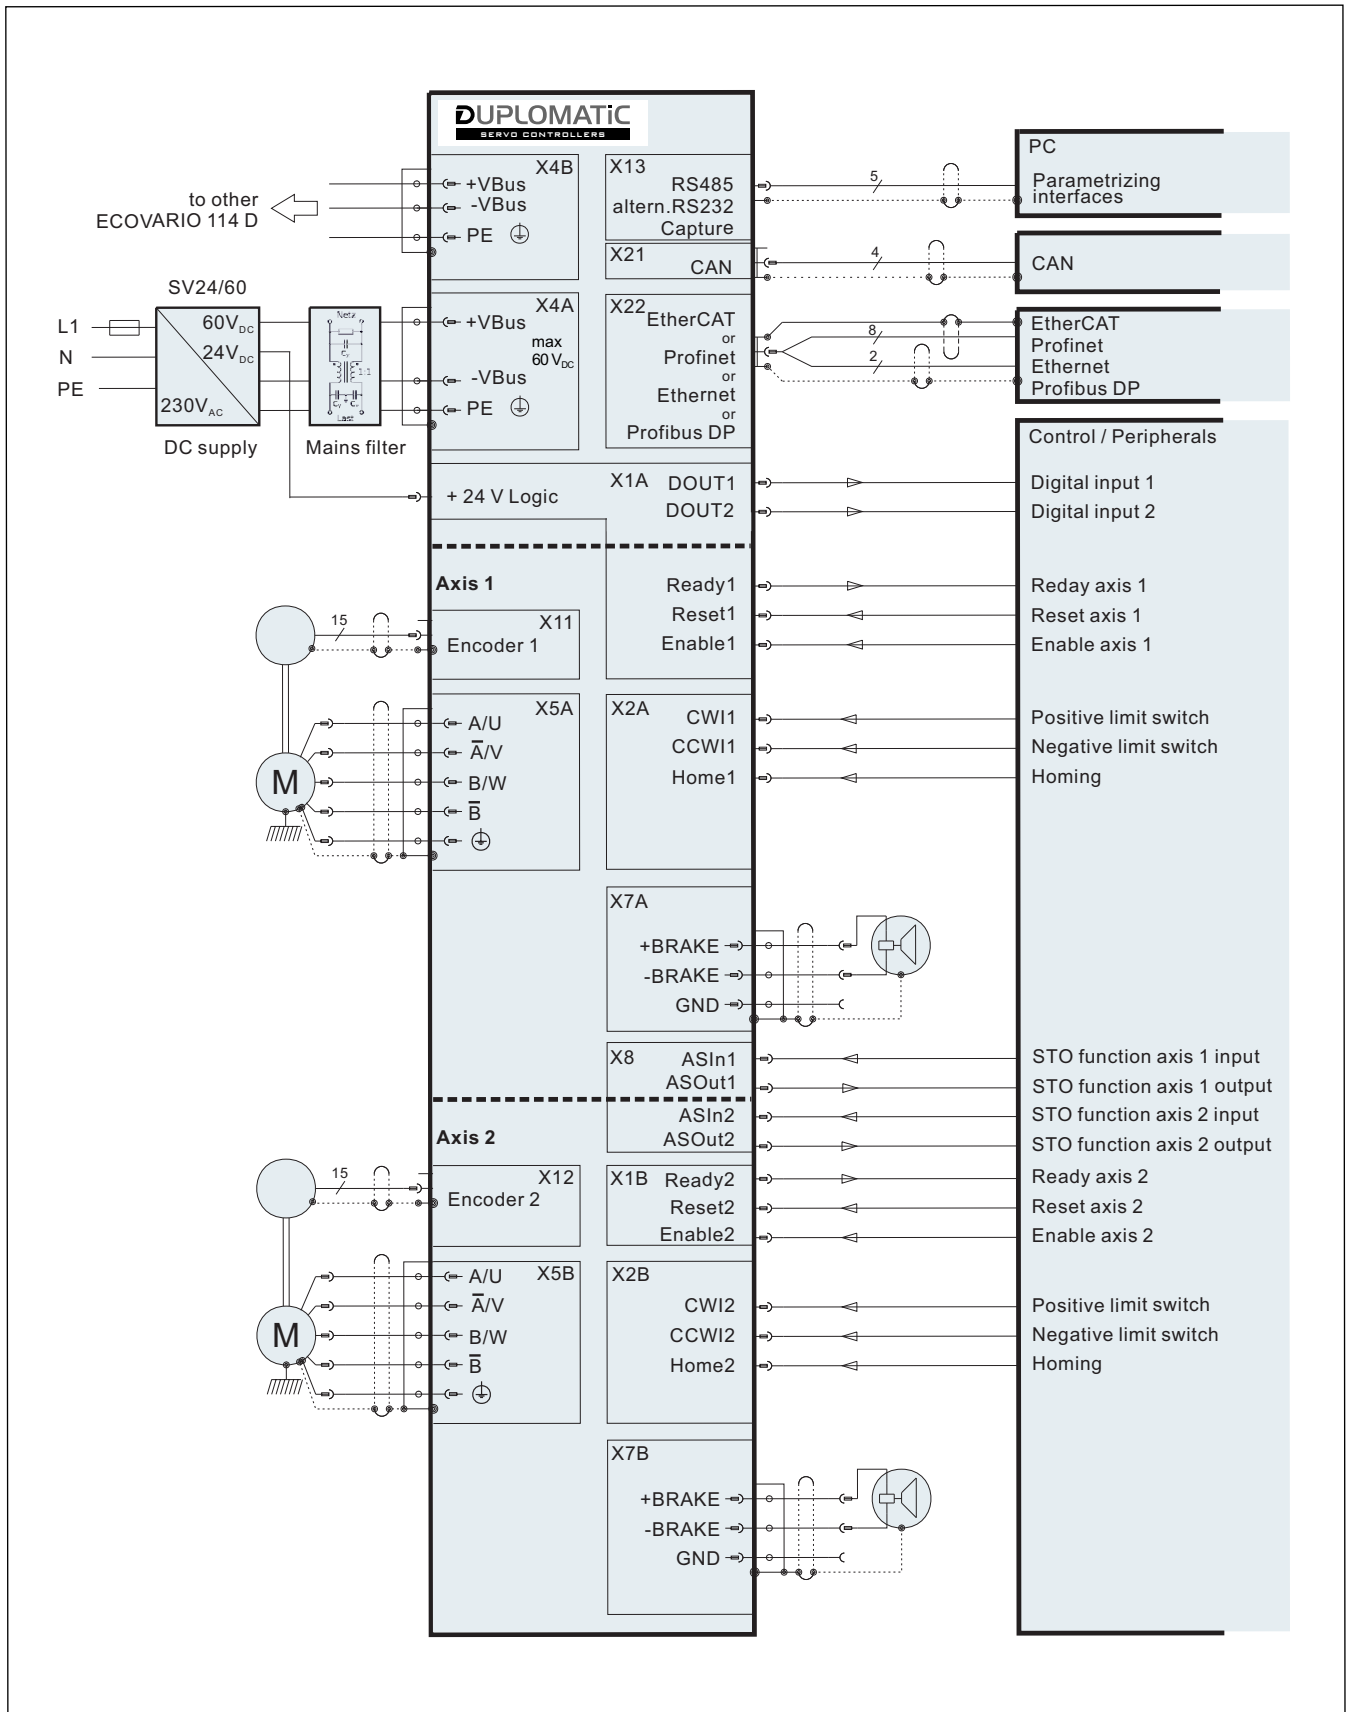 DUPLOMATIC
SERVO CONTROLLERS
to other
ECOVARIO 114 D
X4B
+VBus
-VBus
PE
X13
RS485
altern.RS232
Capture
5
PC
Parametrizing
interfaces
X21
CAN
4
CAN
SV24/60
L1
N
PE
60VDC
24VDC
230VAC
DC supply
Netz
Cx
1:1
Cy
Cy
Last
Mains filter
X4A
+VBus
max
60 VDC
-VBus
PE
X22
EtherCAT
or
Profinet
or
Ethernet
or
Profibus DP
8
2
EtherCAT
Profinet
Ethernet
Profibus DP
Control / Peripherals
+ 24 V Logic
X1A
DOUT1
Digital input 1
DOUT2
Digital input 2
Axis 1
Ready1
Reday axis 1
Reset1
Reset axis 1
Enable1
Enable axis 1
15
X11
Encoder 1
M
X5A
A/U
A̅/V
B/W
B̅
X2A
CWI1
Positive limit switch
CCWI1
Negative limit switch
Home1
Homing
X7A
+BRAKE
-BRAKE
GND
X8
ASIn1
STO function axis 1 input
ASOut1
STO function axis 1 output
ASIn2
STO function axis 2 input
ASOut2
STO function axis 2 output
Axis 2
15
X12
Encoder 2
X1B
Ready2
Ready axis 2
Reset2
Reset axis 2
Enable2
Enable axis 2
M
X5B
A/U
A̅/V
B/W
B̅
X2B
CWI2
Positive limit switch
CCWI2
Negative limit switch
Home2
Homing
X7B
+BRAKE
-BRAKE
GND